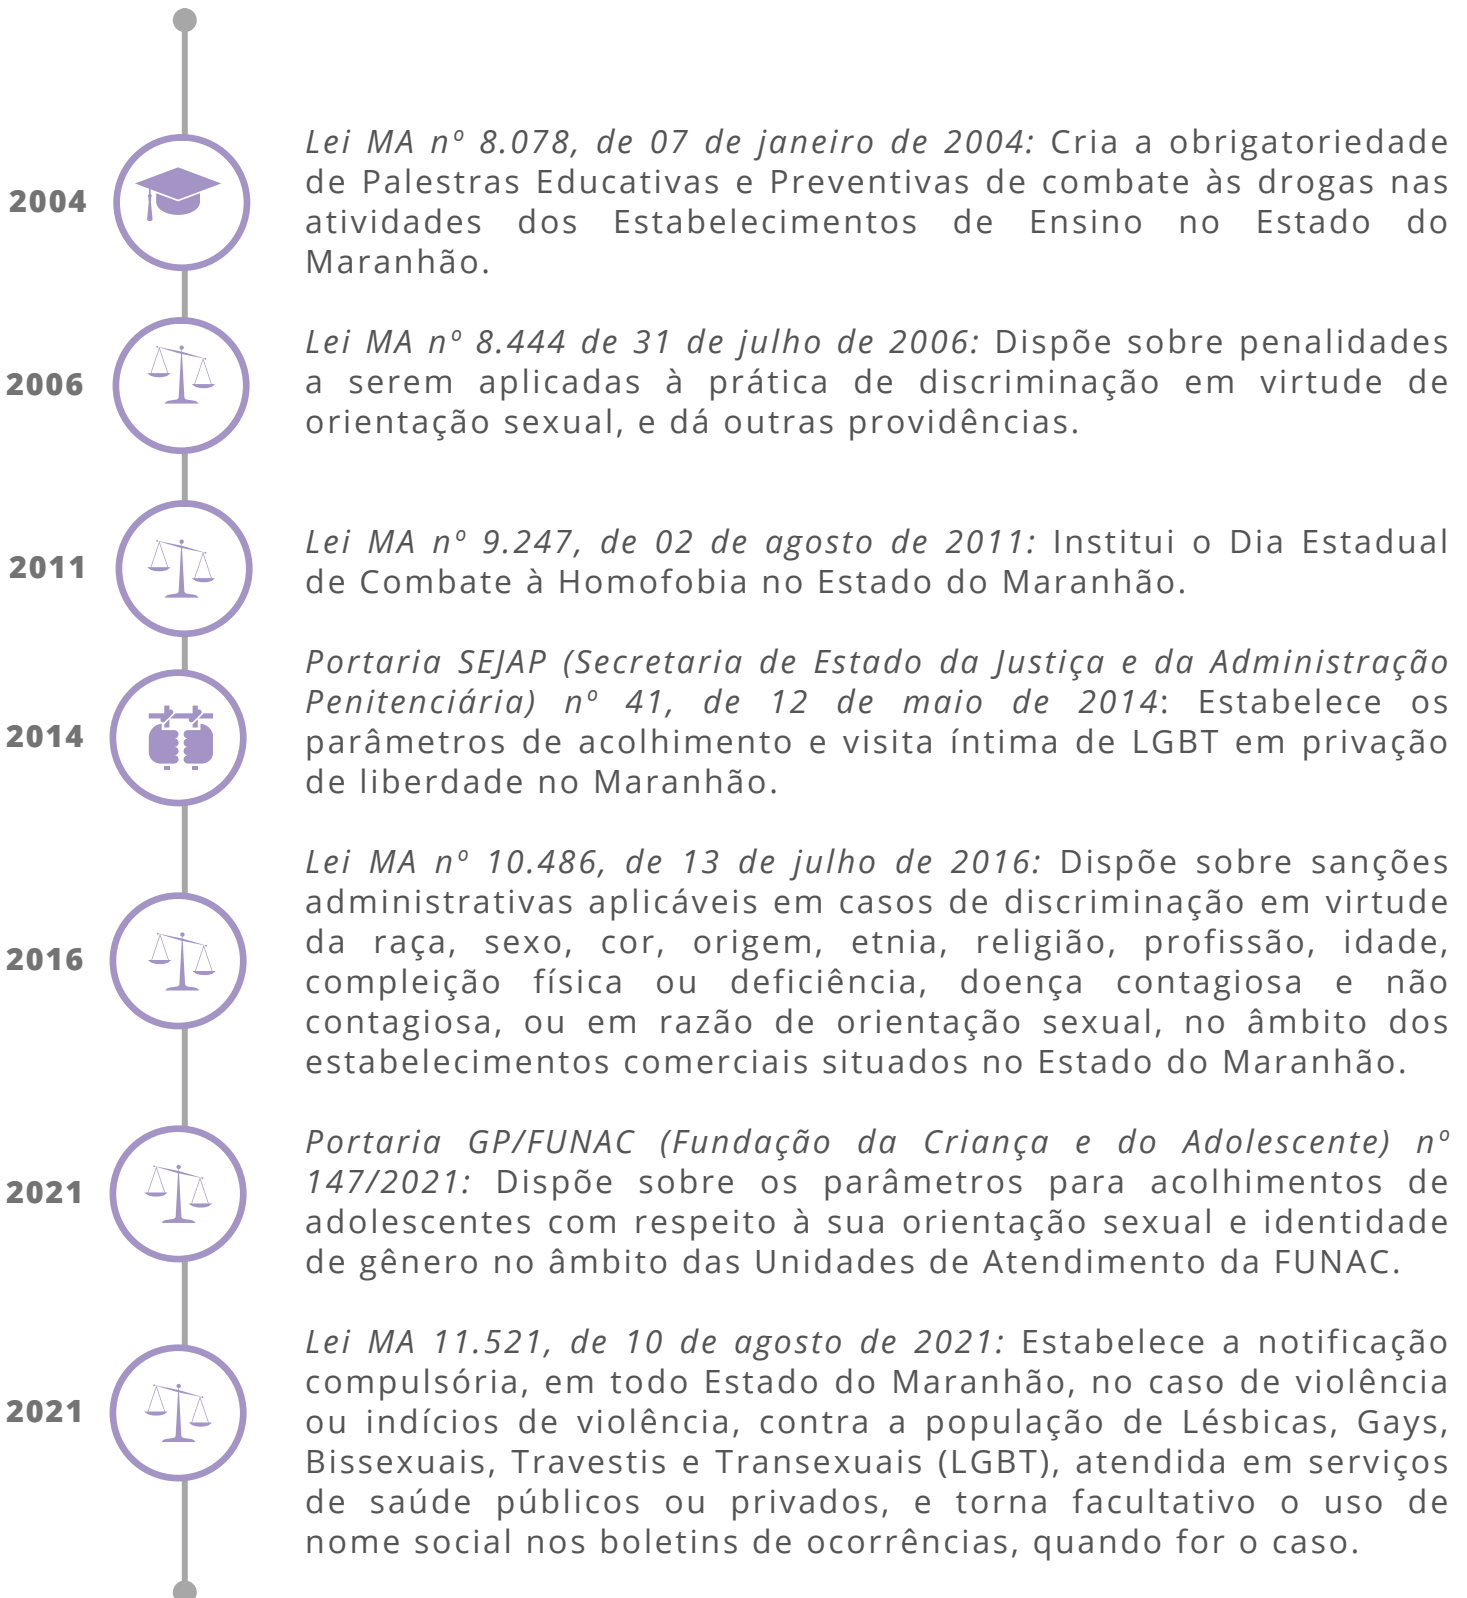 2004
Lei MA nº 8.078, de 07 de janeiro de 2004: Cria a obrigatoriedade
de Palestras Educativas e Preventivas de combate às drogas nas
atividades dos Estabelecimentos de Ensino no Estado do
Maranhão.
2006
Lei MA nº 8.444 de 31 de julho de 2006: Dispõe sobre penalidades
a serem aplicadas à prática de discriminação em virtude de
orientação sexual, e dá outras providências.
2011
Lei MA nº 9.247, de 02 de agosto de 2011: Institui o Dia Estadual
de Combate à Homofobia no Estado do Maranhão.
2014
Portaria SEJAP (Secretaria de Estado da Justiça e da Administração
Penitenciária) nº 41, de 12 de maio de 2014: Estabelece os
parâmetros de acolhimento e visita íntima de LGBT em privação
de liberdade no Maranhão.
2016
Lei MA nº 10.486, de 13 de julho de 2016: Dispõe sobre sanções
administrativas aplicáveis em casos de discriminação em virtude
da raça, sexo, cor, origem, etnia, religião, profissão, idade,
compleição física ou deficiência, doença contagiosa e não
contagiosa, ou em razão de orientação sexual, no âmbito dos
estabelecimentos comerciais situados no Estado do Maranhão.
2021
Portaria GP/FUNAC (Fundação da Criança e do Adolescente) nº
147/2021: Dispõe sobre os parâmetros para acolhimentos de
adolescentes com respeito à sua orientação sexual e identidade
de gênero no âmbito das Unidades de Atendimento da FUNAC.
2021
Lei MA 11.521, de 10 de agosto de 2021: Estabelece a notificação
compulsória, em todo Estado do Maranhão, no caso de violência
ou indícios de violência, contra a população de Lésbicas, Gays,
Bissexuais, Travestis e Transexuais (LGBT), atendida em serviços
de saúde públicos ou privados, e torna facultativo o uso de
nome social nos boletins de ocorrências, quando for o caso.